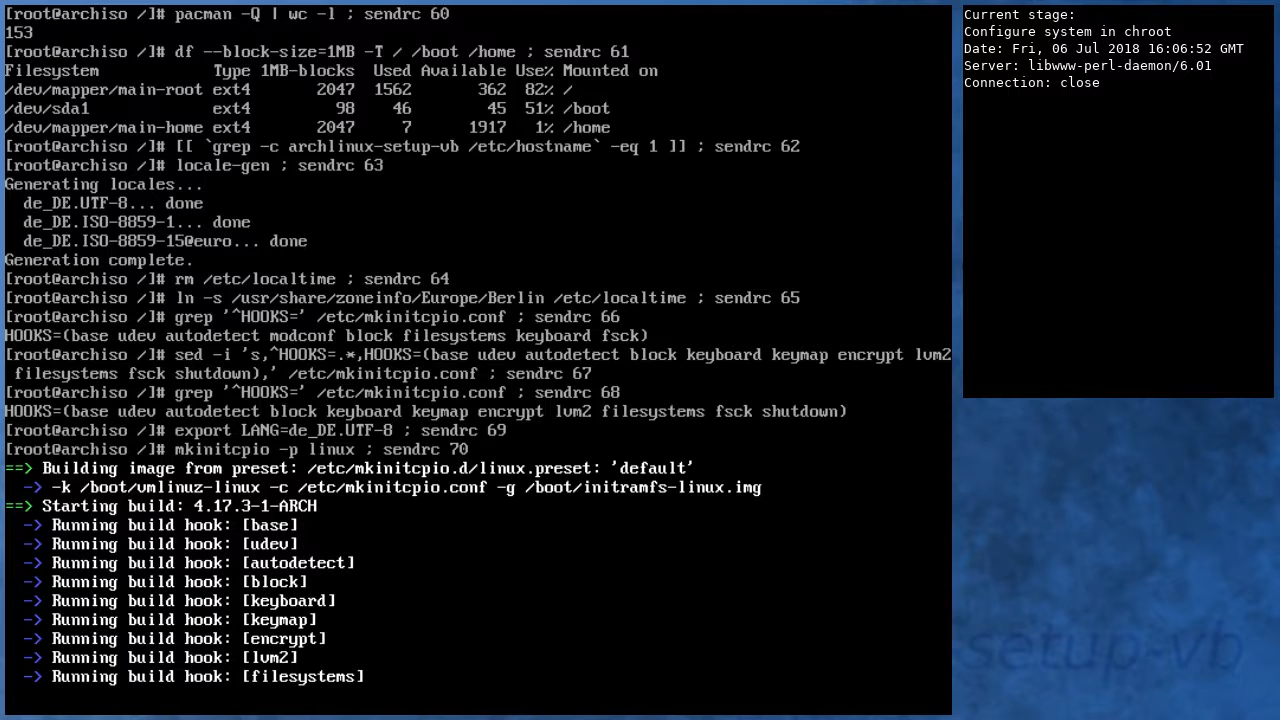 [root@archiso /]# pacman -Q | wc -l ; sendrc 60
153
[root@archiso /]# df --block-size=1MB -T / /boot /home ; sendrc 61
Filesystem            Type 1MB-blocks  Used Available Use% Mounted on
/dev/mapper/main-root ext4       2047  1562       362  82% /
/dev/sda1             ext4         98    46        45  51% /boot
/dev/mapper/main-home ext4       2047     7      1917   1% /home
[root@archiso /]# [[ `grep -c archlinux-setup-vb /etc/hostname` -eq 1 ]] ; sendrc 62
[root@archiso /]# locale-gen ; sendrc 63
Generating locales...
  de_DE.UTF-8... done
  de_DE.ISO-8859-1... done
  de_DE.ISO-8859-15@euro... done
Generation complete.
[root@archiso /]# rm /etc/localtime ; sendrc 64
[root@archiso /]# ln -s /usr/share/zoneinfo/Europe/Berlin /etc/localtime ; sendrc 65
[root@archiso /]# grep '^HOOKS=' /etc/mkinitcpio.conf ; sendrc 66
HOOKS=(base udev autodetect modconf block filesystems keyboard fsck)
[root@archiso /]# sed -i 's,^HOOKS=.*,HOOKS=(base udev autodetect block keyboard keymap encrypt lvm2
 filesystems fsck shutdown),' /etc/mkinitcpio.conf ; sendrc 67
[root@archiso /]# grep '^HOOKS=' /etc/mkinitcpio.conf ; sendrc 68
HOOKS=(base udev autodetect block keyboard keymap encrypt lvm2 filesystems fsck shutdown)
[root@archiso /]# export LANG=de_DE.UTF-8 ; sendrc 69
[root@archiso /]# mkinitcpio -p linux ; sendrc 70
==> Building image from preset: /etc/mkinitcpio.d/linux.preset: 'default'
  -> -k /boot/vmlinuz-linux -c /etc/mkinitcpio.conf -g /boot/initramfs-linux.img
==> Starting build: 4.17.3-1-ARCH
  -> Running build hook: [base]
  -> Running build hook: [udev]
  -> Running build hook: [autodetect]
  -> Running build hook: [block]
  -> Running build hook: [keyboard]
  -> Running build hook: [keymap]
  -> Running build hook: [encrypt]
  -> Running build hook: [lvm2]
  -> Running build hook: [filesystems]
Current stage:
Configure system in chroot
Date: Fri, 06 Jul 2018 16:06:52 GMT
Server: libwww-perl-daemon/6.01
Connection: close
setup-vb